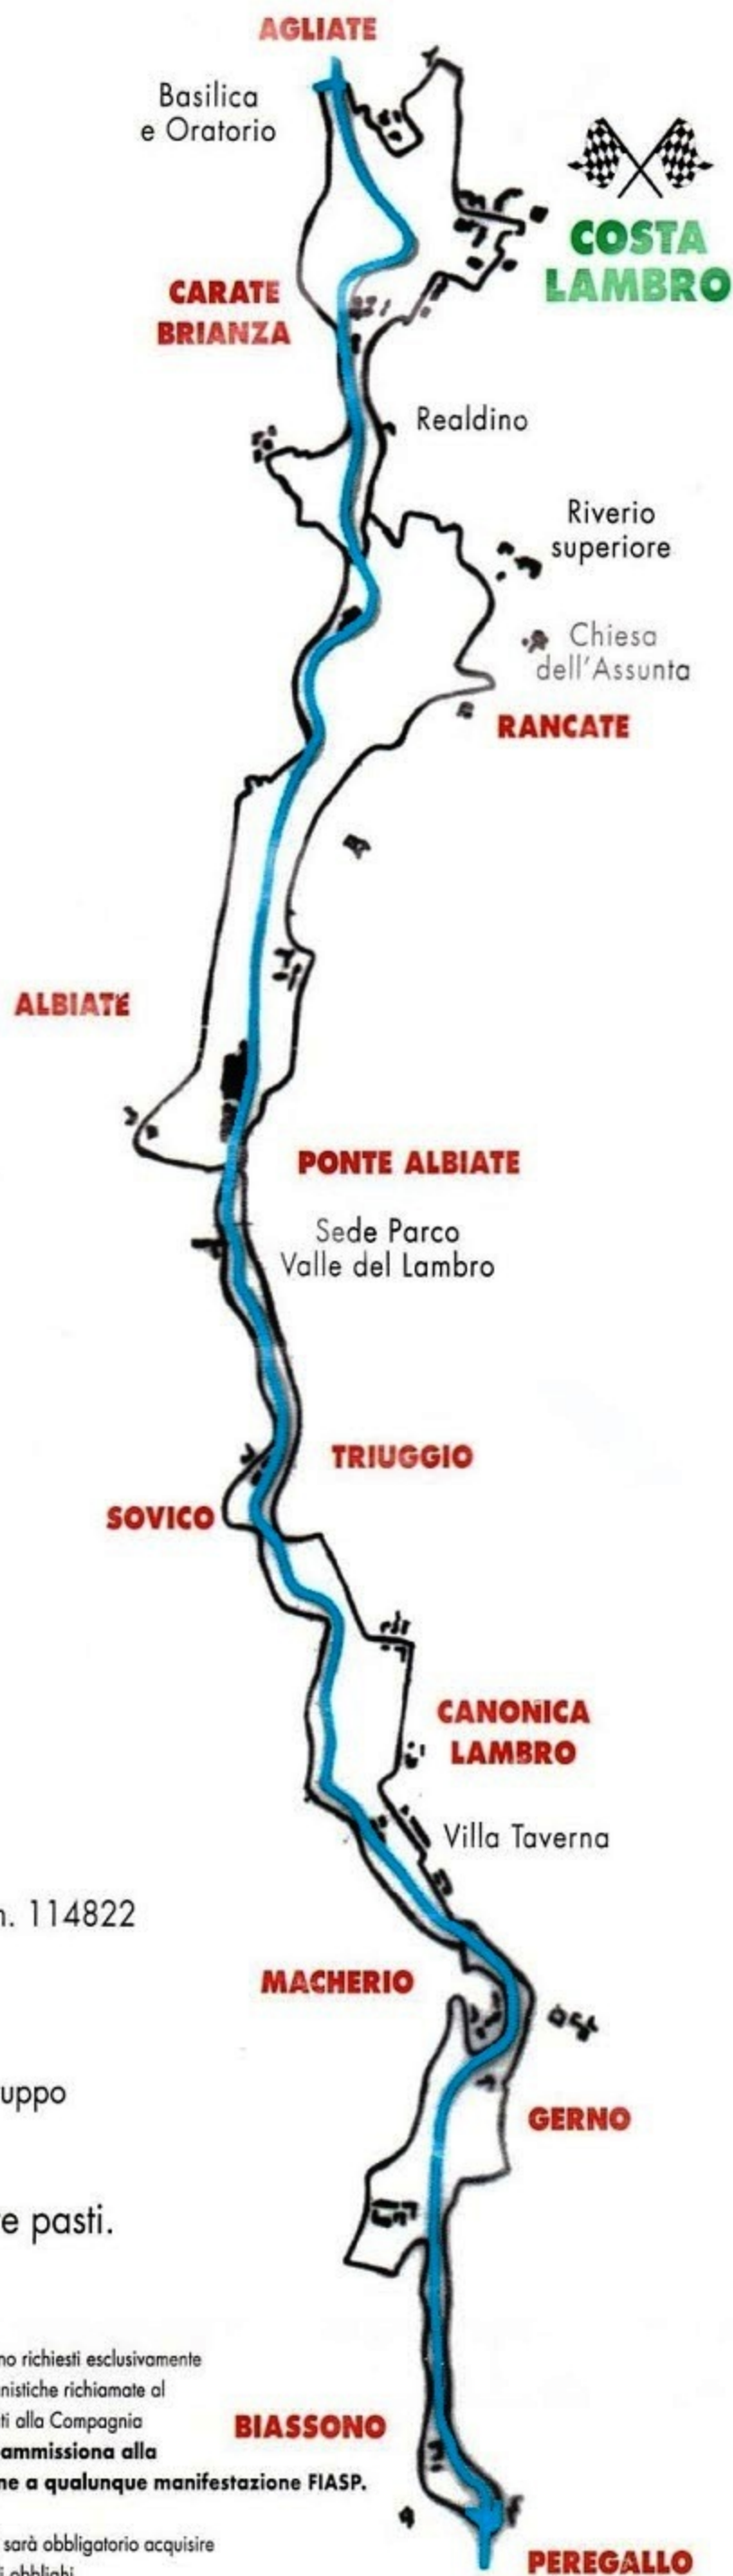 AGLIATE
Basilica
e Oratorio
COSTA
LAMBRO
CARATE
BRIANZA
Realdino
Riverio
superiore
Chiesa
dell'Assunta
RANCATE
ALBIATE
PONTE ALBIATE
Sede Parco
Valle del Lambro
TRIUGGIO
SOVICO
CANONICA
LAMBRO
Villa Taverna
n. 114822
MACHERIO
uppo
GERNO
e pasti.
no richiesti esclusivamente
nistiche richiamate al
ti alla Compagnia
BIASSONO
ammissiona alla
ne a qualunque manifestazione FIASP.
sarà obbligatorio acquisire
i obblighi
PEREGALLO